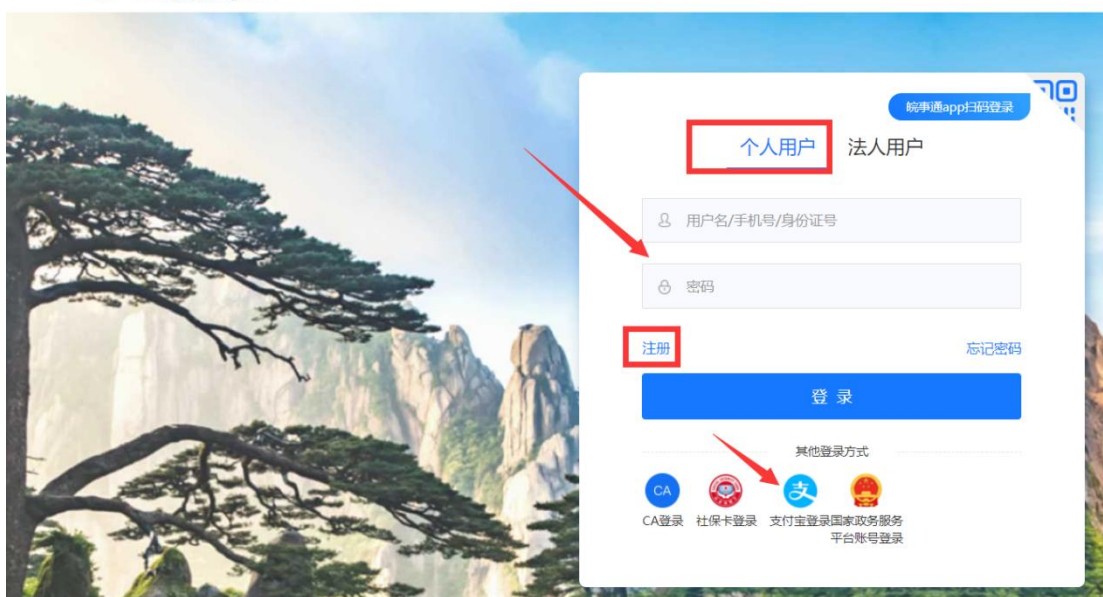 皖事通app扫码登录
个人用户 法人用户
用户名/手机号/身份证号
密码
注册 忘记密码
登 录
其他登录方式
CA
CA登录 社保卡登录 支付宝登录 国家政务服务
平台账号登录